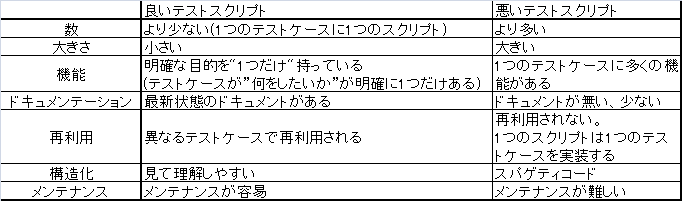 良いテストスクリプト 悪いテストスクリプト
数 より少ない(1つのテストケースに1つのスクリプト) より多い
大きさ 小さい 大きい
機能 明確な目的を“1つだけ“持っている
(テストケースが”何をしたいか”が明確に1つだけある) 1つのテストケースに多くの機
能がある
ドキュメンテーション 最新状態のドキュメントがある ドキュメントが無い、少ない
再利用 異なるテストケースで再利用される 再利用されない。
1つのスクリプトは1つのテス
トケースを実装する
構造化 見て理解しやすい スパゲティコード
メンテナンス メンテナンスが容易 メンテナンスが難しい